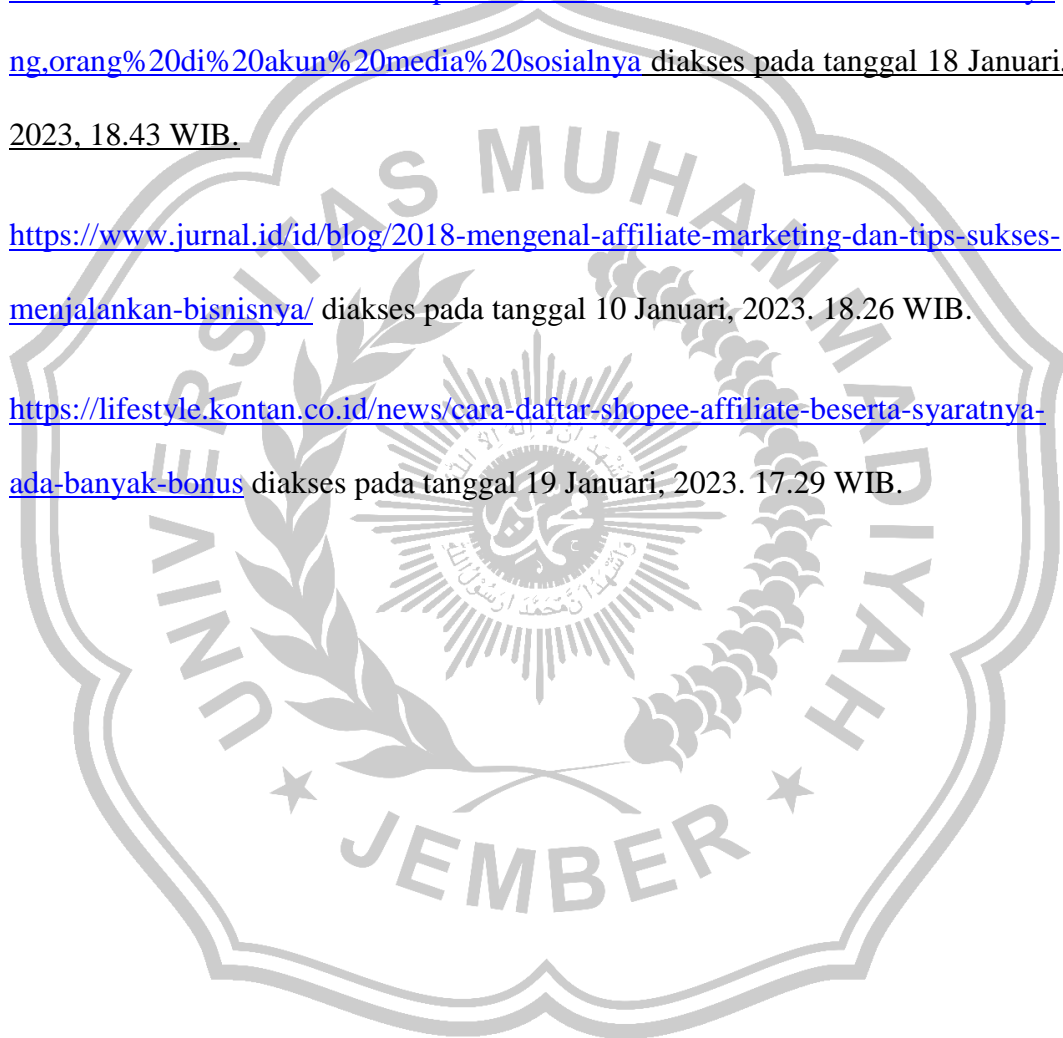 ng,orang%20di%20akun%20media%20sosialnya diakses pada tanggal 18 Januari.
2023, 18.43 WIB.
https://www.jurnal.id/id/blog/2018-mengenal-affiliate-marketing-dan-tips-sukses-
menjalankan-bisnisnya/ diakses pada tanggal 10 Januari, 2023. 18.26 WIB.
https://lifestyle.kontan.co.id/news/cara-daftar-shopee-affiliate-beserta-syaratnya-
ada-banyak-bonus diakses pada tanggal 19 Januari, 2023. 17.29 WIB.
UNIVERSITAS MUHAMMADIYAH
JEMBER